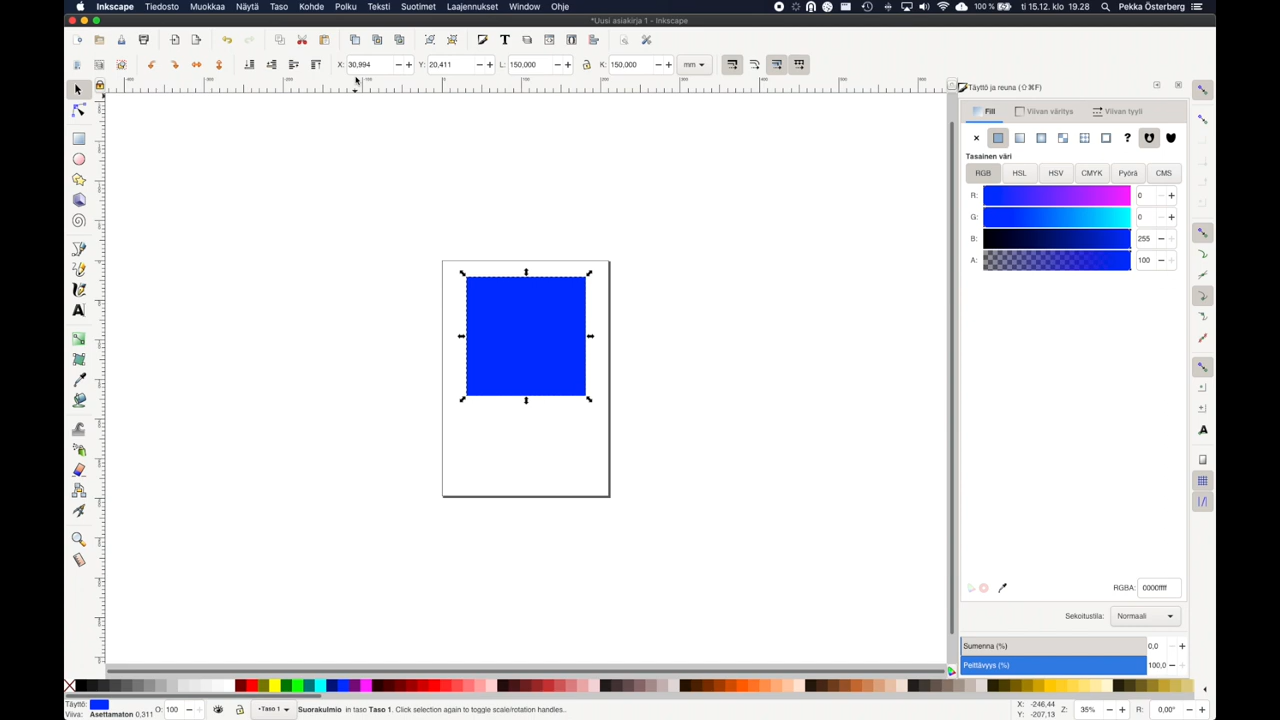 Inkscape Tiedosto Muokkaa Näytä Taso Kohde Polku Teksti Suotimet Laajennukset Window Ohje 100 % ti 15.12. klo 19.28 Pekka Österberg
*Uusi asiakirja 1 - Inkscape
X: 30,994 Y: 20,411 L: 150,000 K: 150,000 mm
Täyttö ja reuna (⇧⌘F)
Fill Viivan väritys Viivan tyyli
Tasainen väri
RGB HSL HSV CMYK Pyörä CMS
R: 0
G: 0
B: 255
A: 100
RGBA: 0000ffff
Sekoitustila: Normaali
Sumenna (%) 0,0
Peittävyys (%) 100,0
Täyttö: O: 100 Taso 1 Suorakulmio in taso Taso 1. Click selection again to toggle scale/rotation handles.. X: -246,44 Z: 35% R: 0,00°
Viiva: Asettamaton 0,311 Y: -207,13